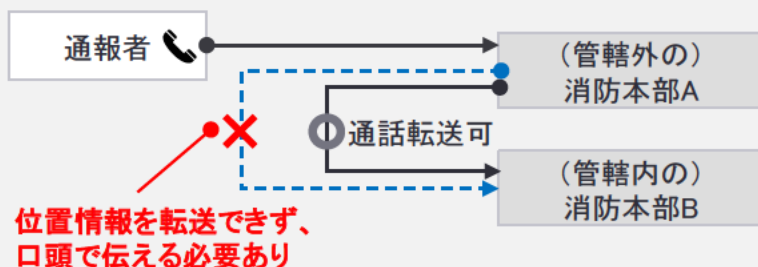 通報者
(管轄外の)
消防本部A
通話転送可
(管轄内の)
消防本部B
位置情報を転送できず、
口頭で伝える必要あり